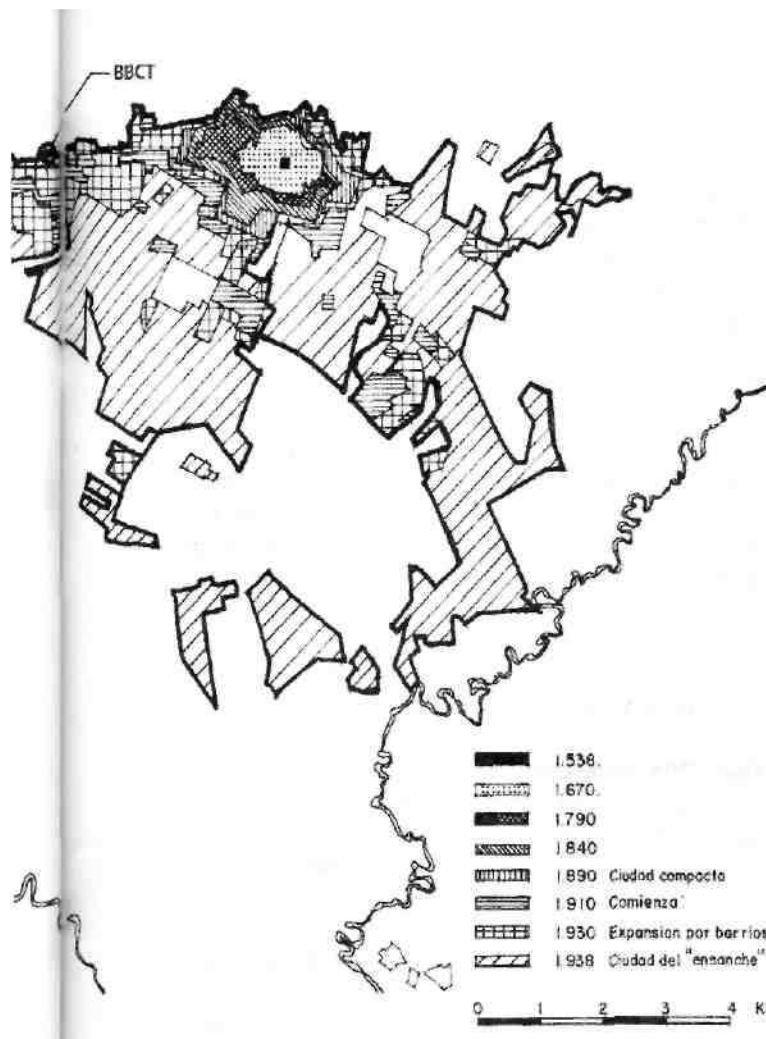 BBCT
1.538.
1.670.
1.790
1.840
1.890 Ciudad compacta
1.910 Comienza
1.930 Expansion por barrios
1.938 Ciudad del "ensanche"
0 1 2 3 4 K